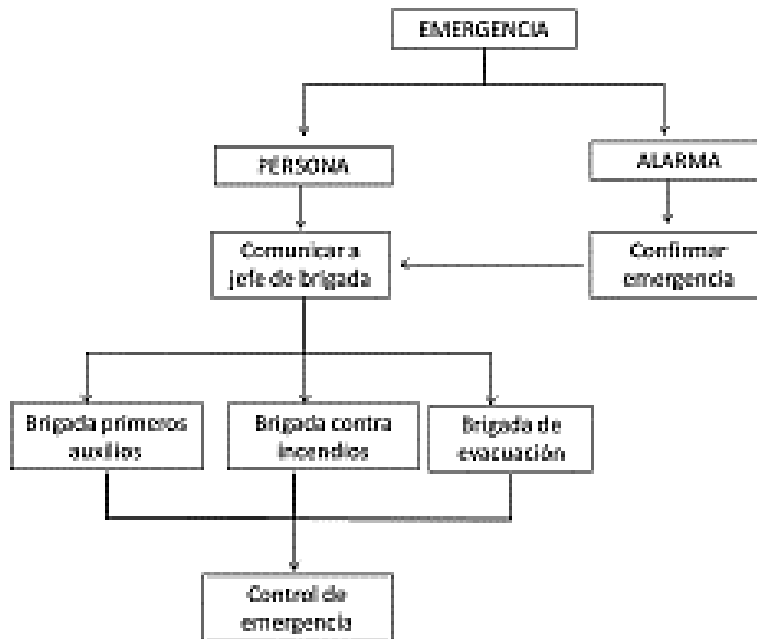 EMERGENCIA
PERSONA
ALARMA
Comunicar a
jefe de brigada
Confirmar
emergencia
Brigada primeros
auxilios
Brigada contra
incendios
Brigada de
evacuación
Control de
emergencia